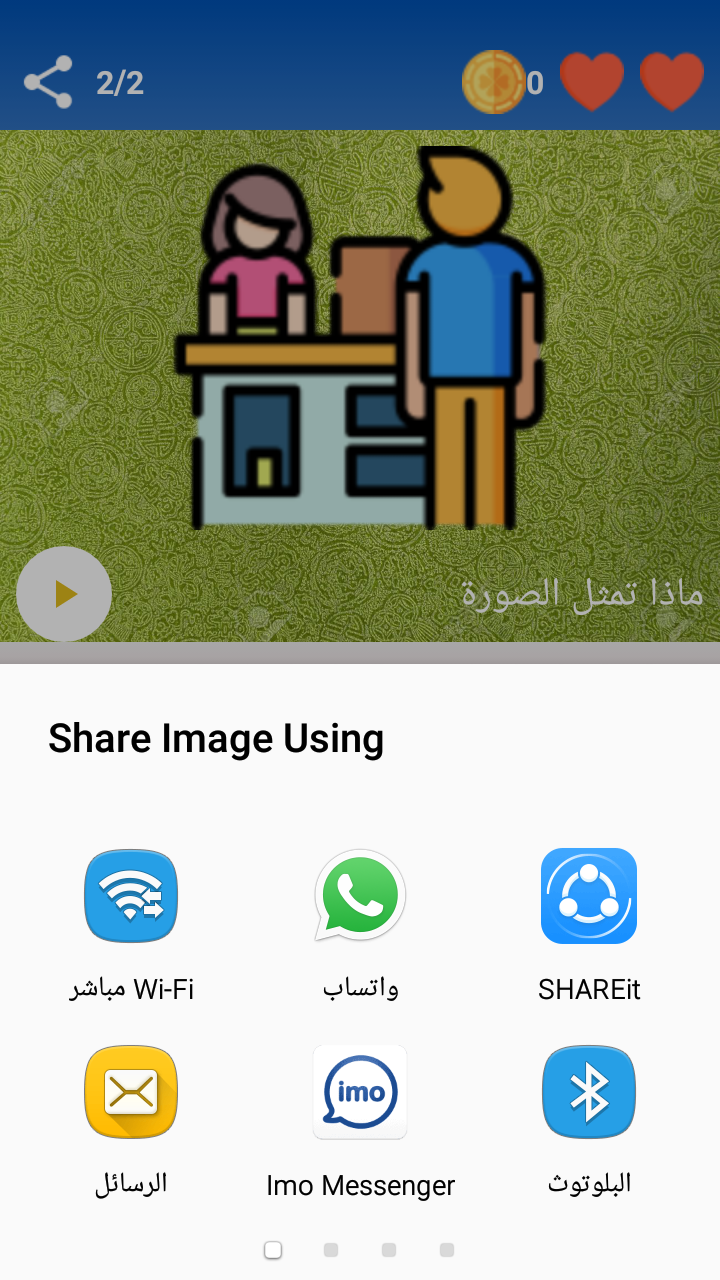 2/2
0
ماذا تمثل الصورة
Share Image Using
Wi-Fi مباشر
واتساب
SHAREit
الرسائل
imo
Imo Messenger
البلوتوث